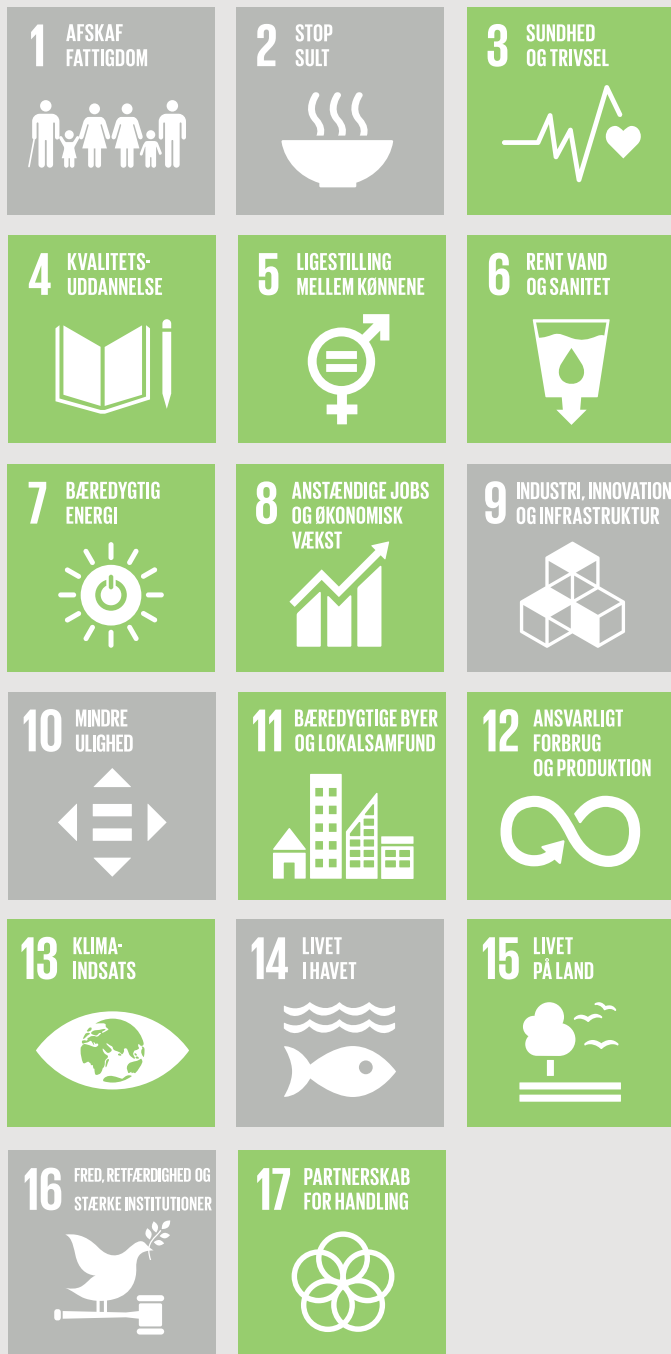 1 AFSKAF
FATTIGDOM
2 STOP
SULT
3 SUNDHED
OG TRIVSEL
4 KVALITETS-
UDDANNELSE
5 LIGESTILLING
MELLEM KØNNENE
6 RENT VAND
OG SANITET
7 BÆREDYGTIG
ENERGI
8 ANSTÆNDIGE JOBS
OG ØKONOMISK
VÆKST
9 INDUSTRI, INNOVATION
OG INFRASTRUKTUR
10 MINDRE
ULIGHED
11 BÆREDYGTIGE BYER
OG LOKALSAMFUND
12 ANSVARLIGT
FORBRUG
OG PRODUKTION
13 KLIMA-
INDSATS
14 LIVET
I HAVET
15 LIVET
PÅ LAND
16 FRED, RETFÆRDIGHED OG
STÆRKE INSTITUTIONER
17 PARTNERSKAB
FOR HANDLING